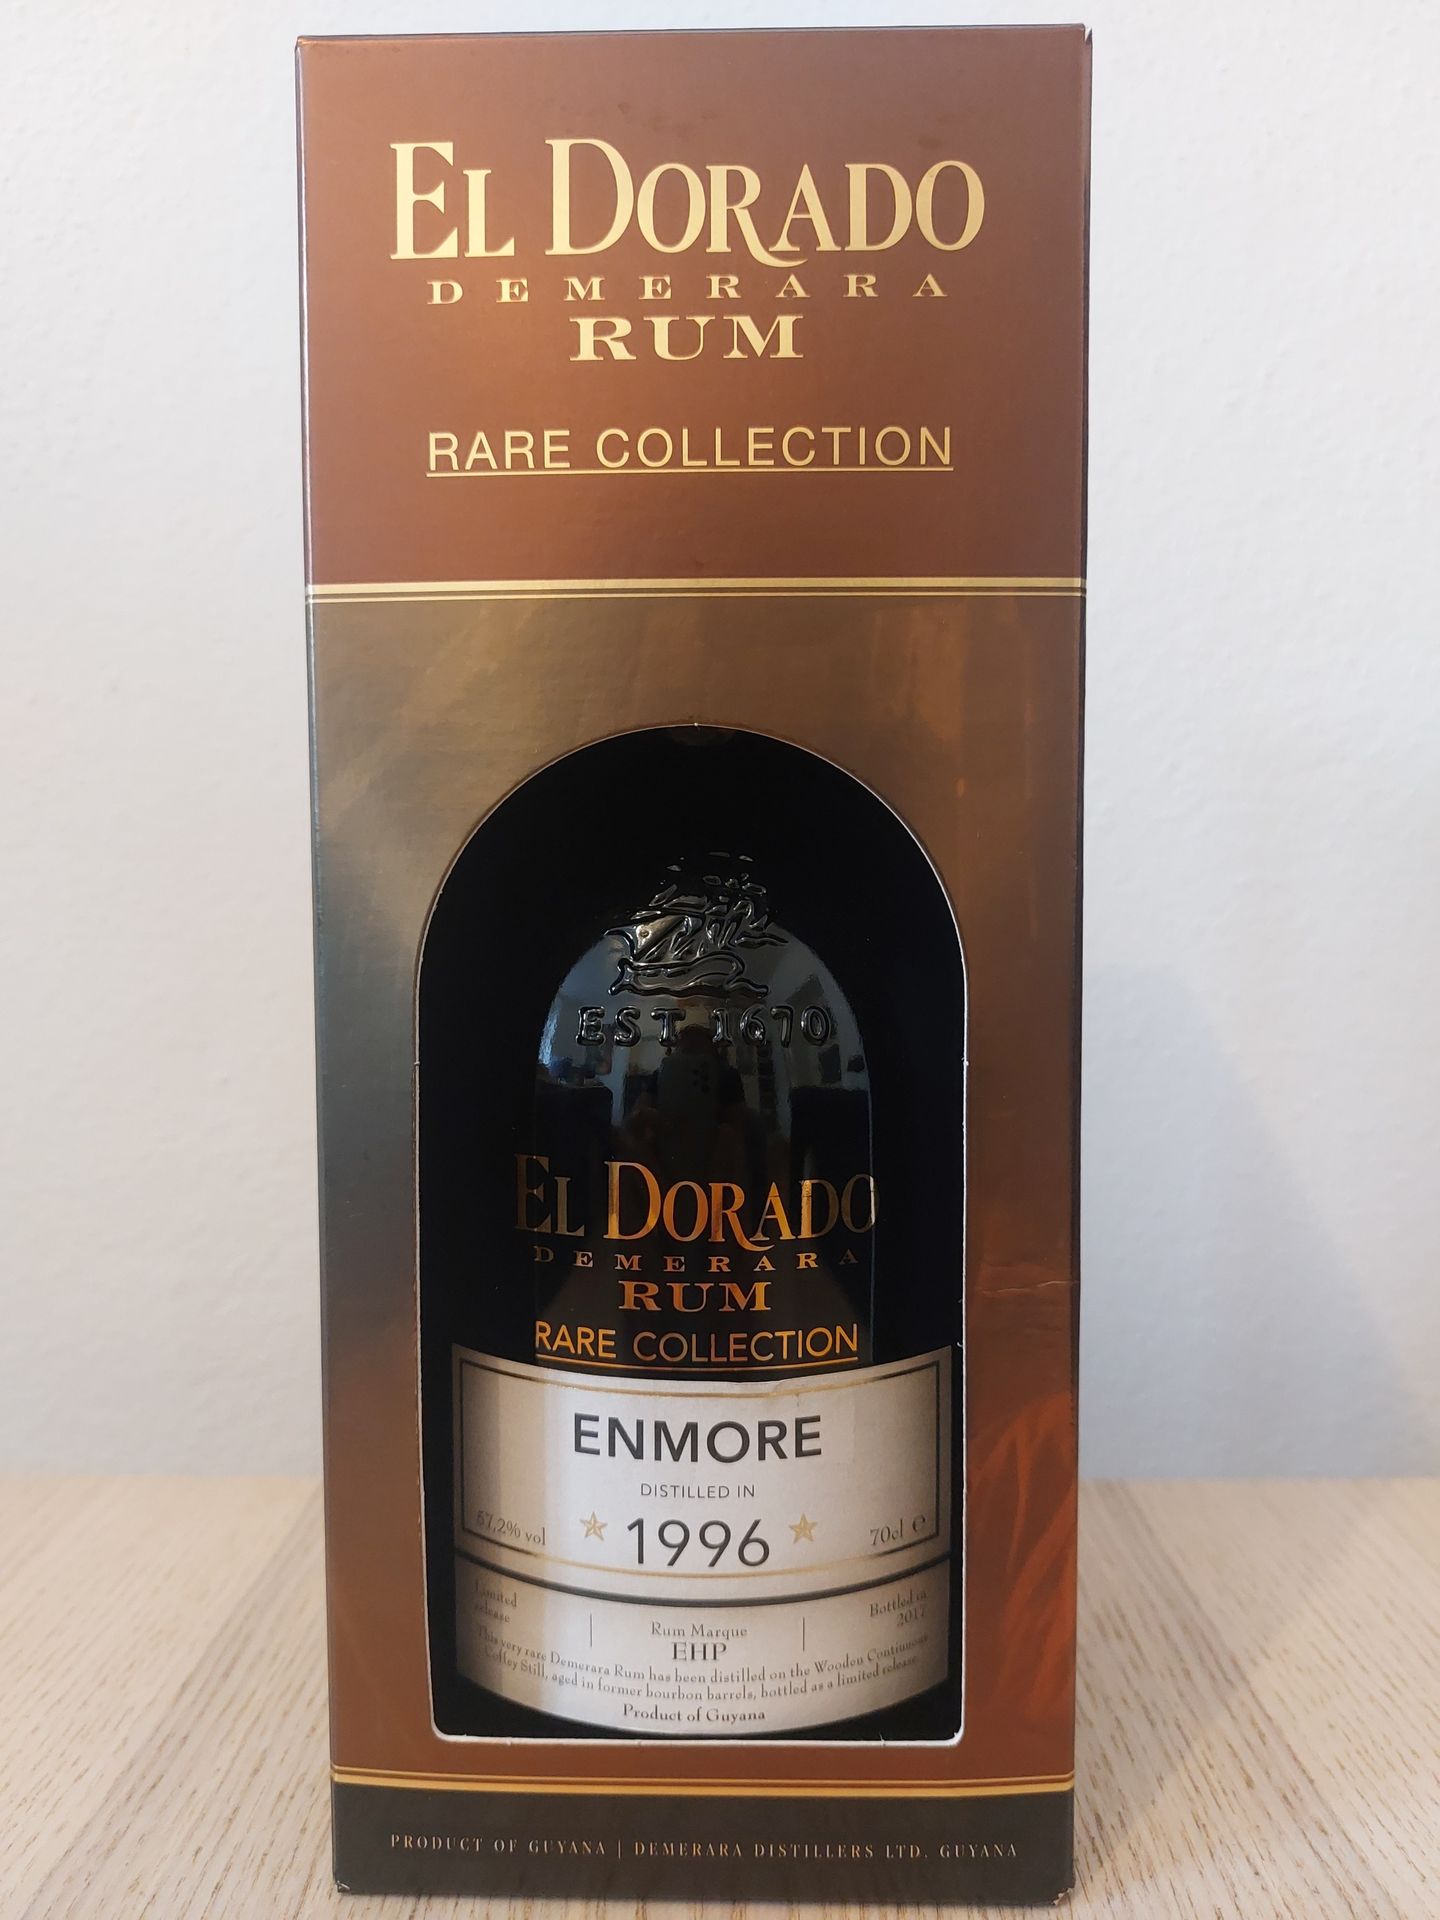 EL DORADO
DEMERARA
RUM
RARE COLLECTION
EST 1670
EL DORADO
DEMERARA
RUM
RARE COLLECTION
ENMORE
DISTILLED IN
57,2% vol 1996 70cl e
Limited release
Rum Marque
EHP
Bottled in
2017
This very rare Demerara Rum has been distilled on the Wooden Continuous
Coffey Still, aged in former bourbon barrels, bottled as a limited release.
Product of Guyana
PRODUCT OF GUYANA | DEMERARA DISTILLERS LTD. GUYANA